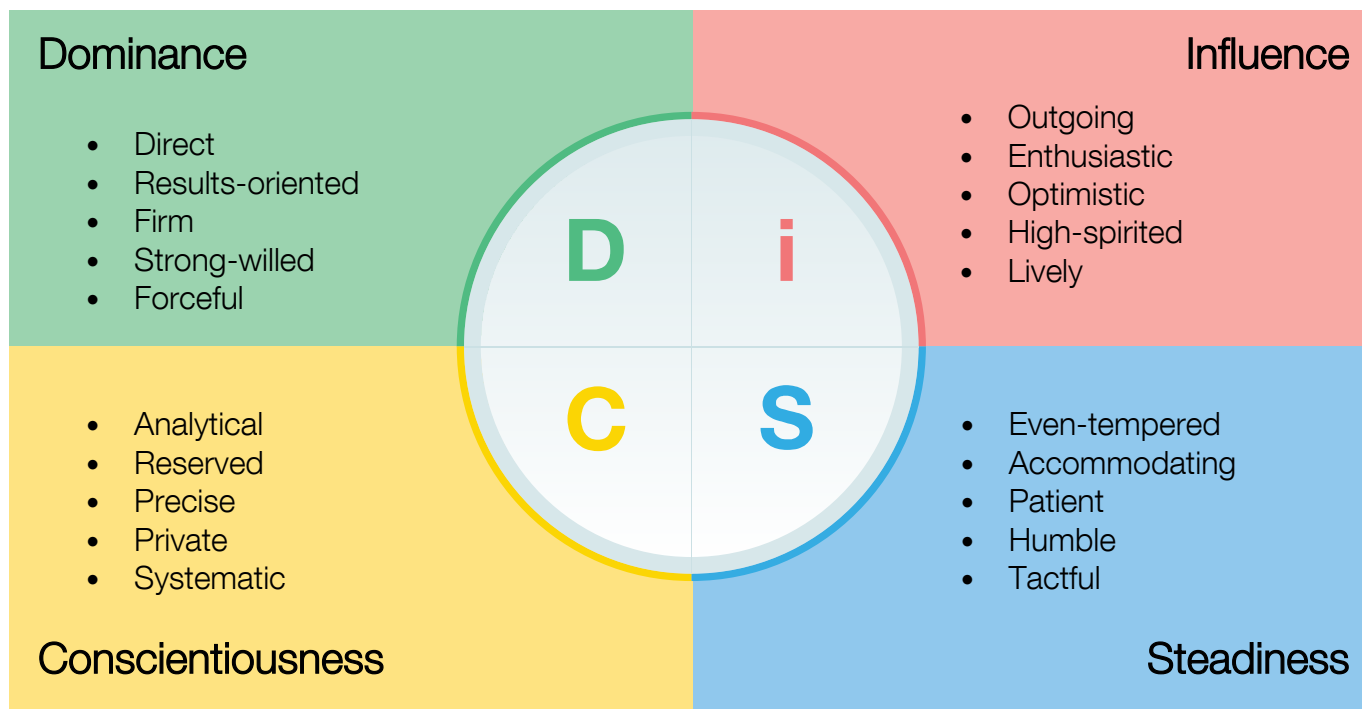 Dominance
• Direct
• Results-oriented
• Firm
• Strong-willed
• Forceful
Influence
• Outgoing
• Enthusiastic
• Optimistic
• High-spirited
• Lively
D
i
C
S
• Analytical
• Reserved
• Precise
• Private
• Systematic
Conscientiousness
• Even-tempered
• Accommodating
• Patient
• Humble
• Tactful
Steadiness